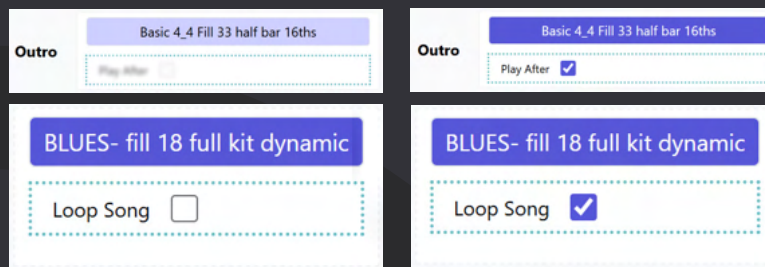 Basic 4_4 Fill 33 half bar 16ths
Outro
Play After
BLUES- fill 18 full kit dynamic
Loop Song
Basic 4_4 Fill 33 half bar 16ths
Outro
Play After
BLUES- fill 18 full kit dynamic
Loop Song